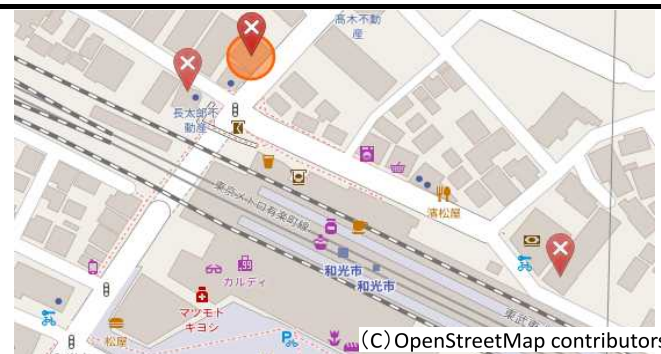 高木不動
産
長太郎不
動産
東京メトロ有楽町線
濱松屋
和光市
和光市
カルディ
マツモト
キヨシ
松屋
東武東
(C)OpenStreetMap contributors